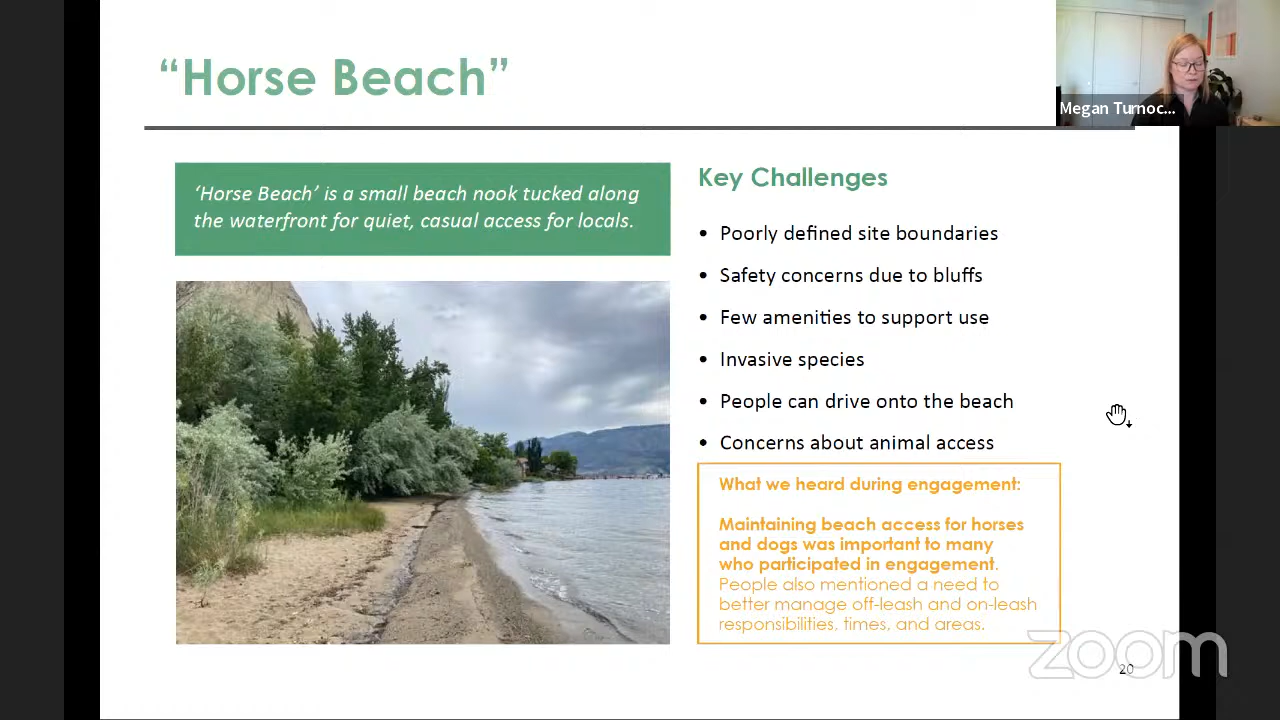 “Horse Beach”
Megan Turnoc...
‘Horse Beach’ is a small beach nook tucked along
the waterfront for quiet, casual access for locals.
Key Challenges
• Poorly defined site boundaries
• Safety concerns due to bluffs
• Few amenities to support use
• Invasive species
• People can drive onto the beach
• Concerns about animal access
What we heard during engagement:
Maintaining beach access for horses
and dogs was important to many
who participated in engagement.
People also mentioned a need to
better manage off-leash and on-leash
responsibilities, times, and areas.
zoom
20